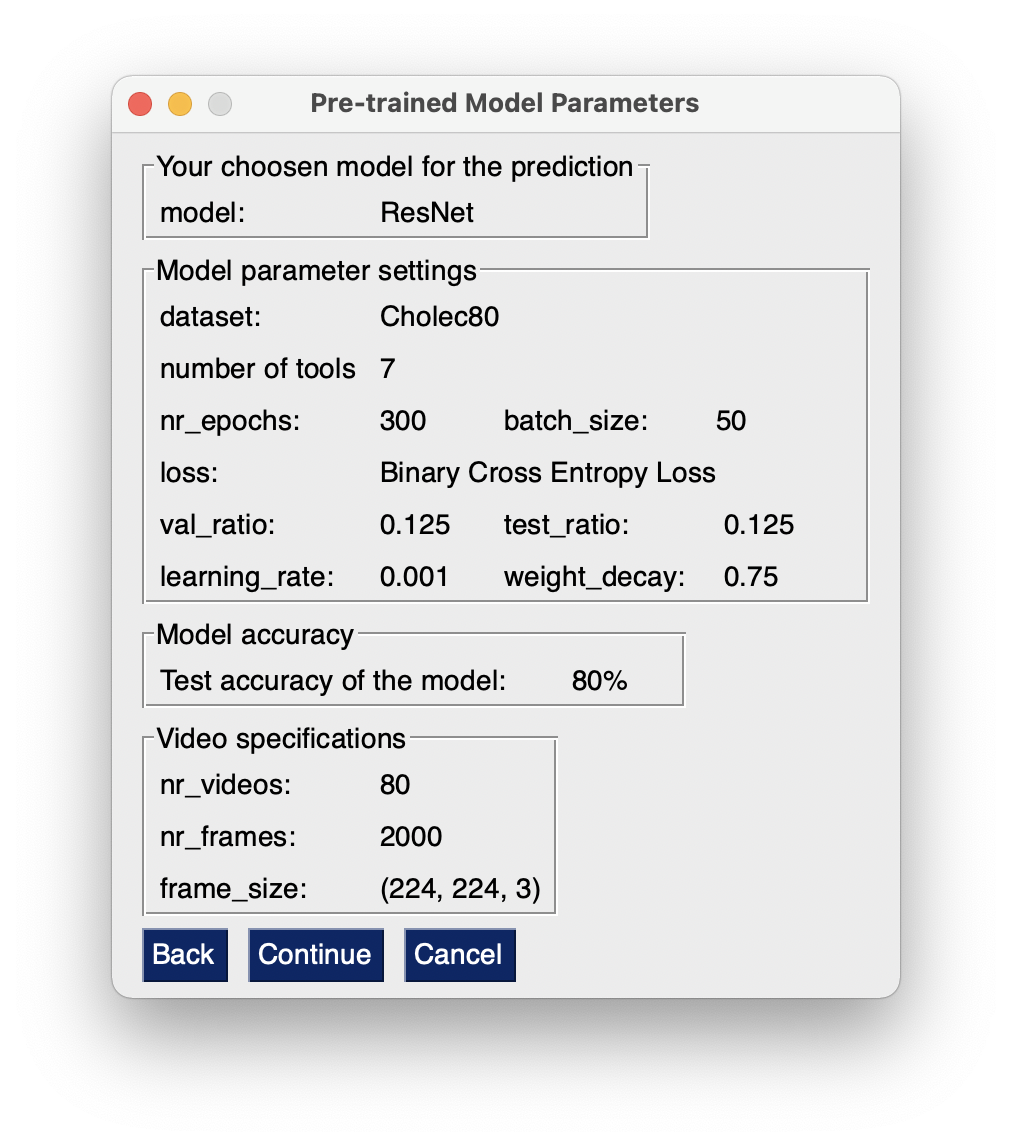 Pre-trained Model Parameters
Your choosen model for the prediction
model: ResNet
Model parameter settings
dataset: Cholec80
number of tools 7
nr_epochs: 300 batch_size: 50
loss: Binary Cross Entropy Loss
val_ratio: 0.125 test_ratio: 0.125
learning_rate: 0.001 weight_decay: 0.75
Model accuracy
Test accuracy of the model: 80%
Video specifications
nr_videos: 80
nr_frames: 2000
frame_size: (224, 224, 3)
Back Continue Cancel